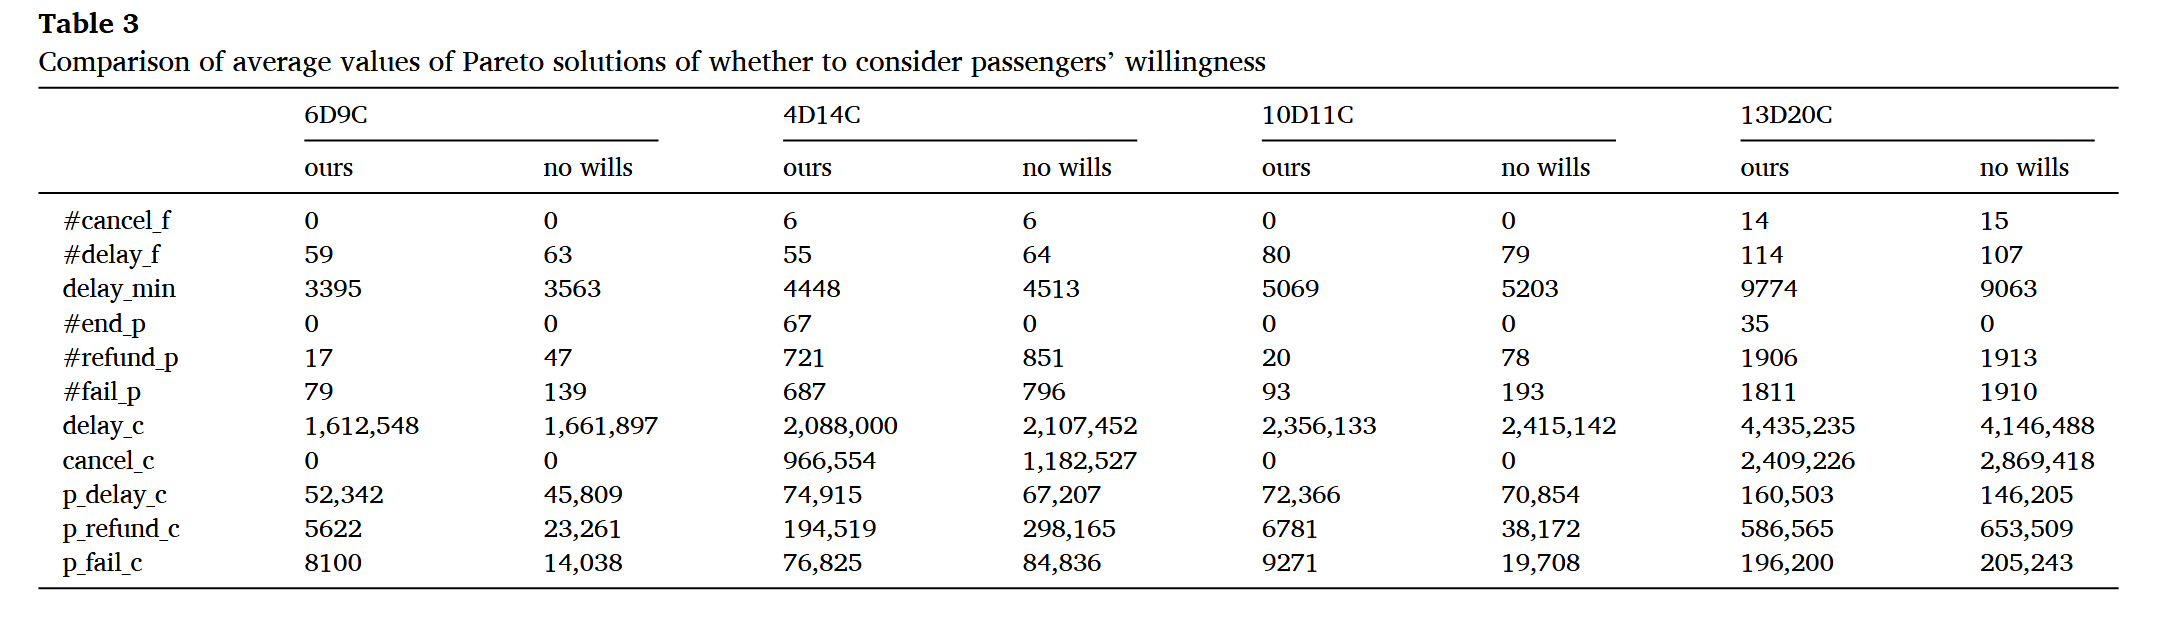 Table 3
Comparison of average values of Pareto solutions of whether to consider passengers’ willingness
6D9C 4D14C 10D11C 13D20C
ours no wills ours no wills ours no wills ours no wills
#cancel_f 0 0 6 6 0 0 14 15
#delay_f 59 63 55 64 80 79 114 107
delay_min 3395 3563 4448 4513 5069 5203 9774 9063
#end_p 0 0 67 0 0 0 35 0
#refund_p 17 47 721 851 20 78 1906 1913
#fail_p 79 139 687 796 93 193 1811 1910
delay_c 1,612,548 1,661,897 2,088,000 2,107,452 2,356,133 2,415,142 4,435,235 4,146,488
cancel_c 0 0 966,554 1,182,527 0 0 2,409,226 2,869,418
p_delay_c 52,342 45,809 74,915 67,207 72,366 70,854 160,503 146,205
p_refund_c 5622 23,261 194,519 298,165 6781 38,172 586,565 653,509
p_fail_c 8100 14,038 76,825 84,836 9271 19,708 196,200 205,243